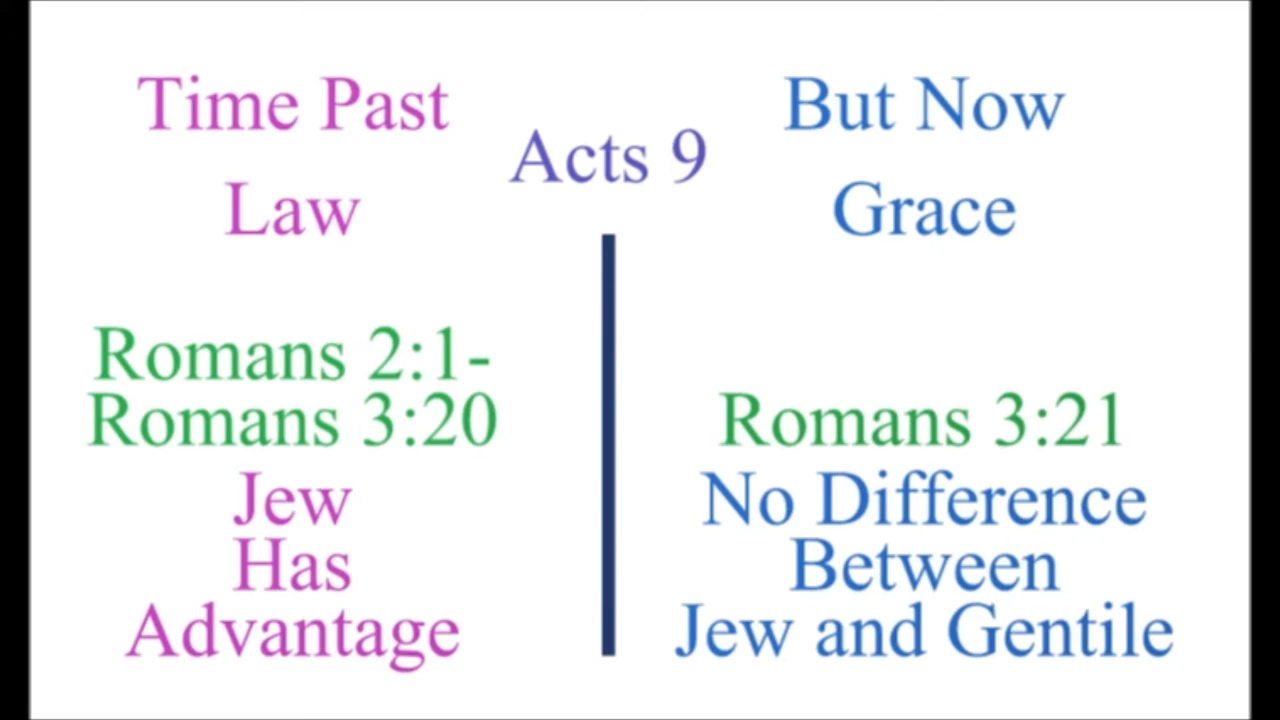 Time Past
Law
Acts 9
But Now
Grace
Romans 2:1-
Romans 3:20
Jew
Has
Advantage
Romans 3:21
No Difference
Between
Jew and Gentile